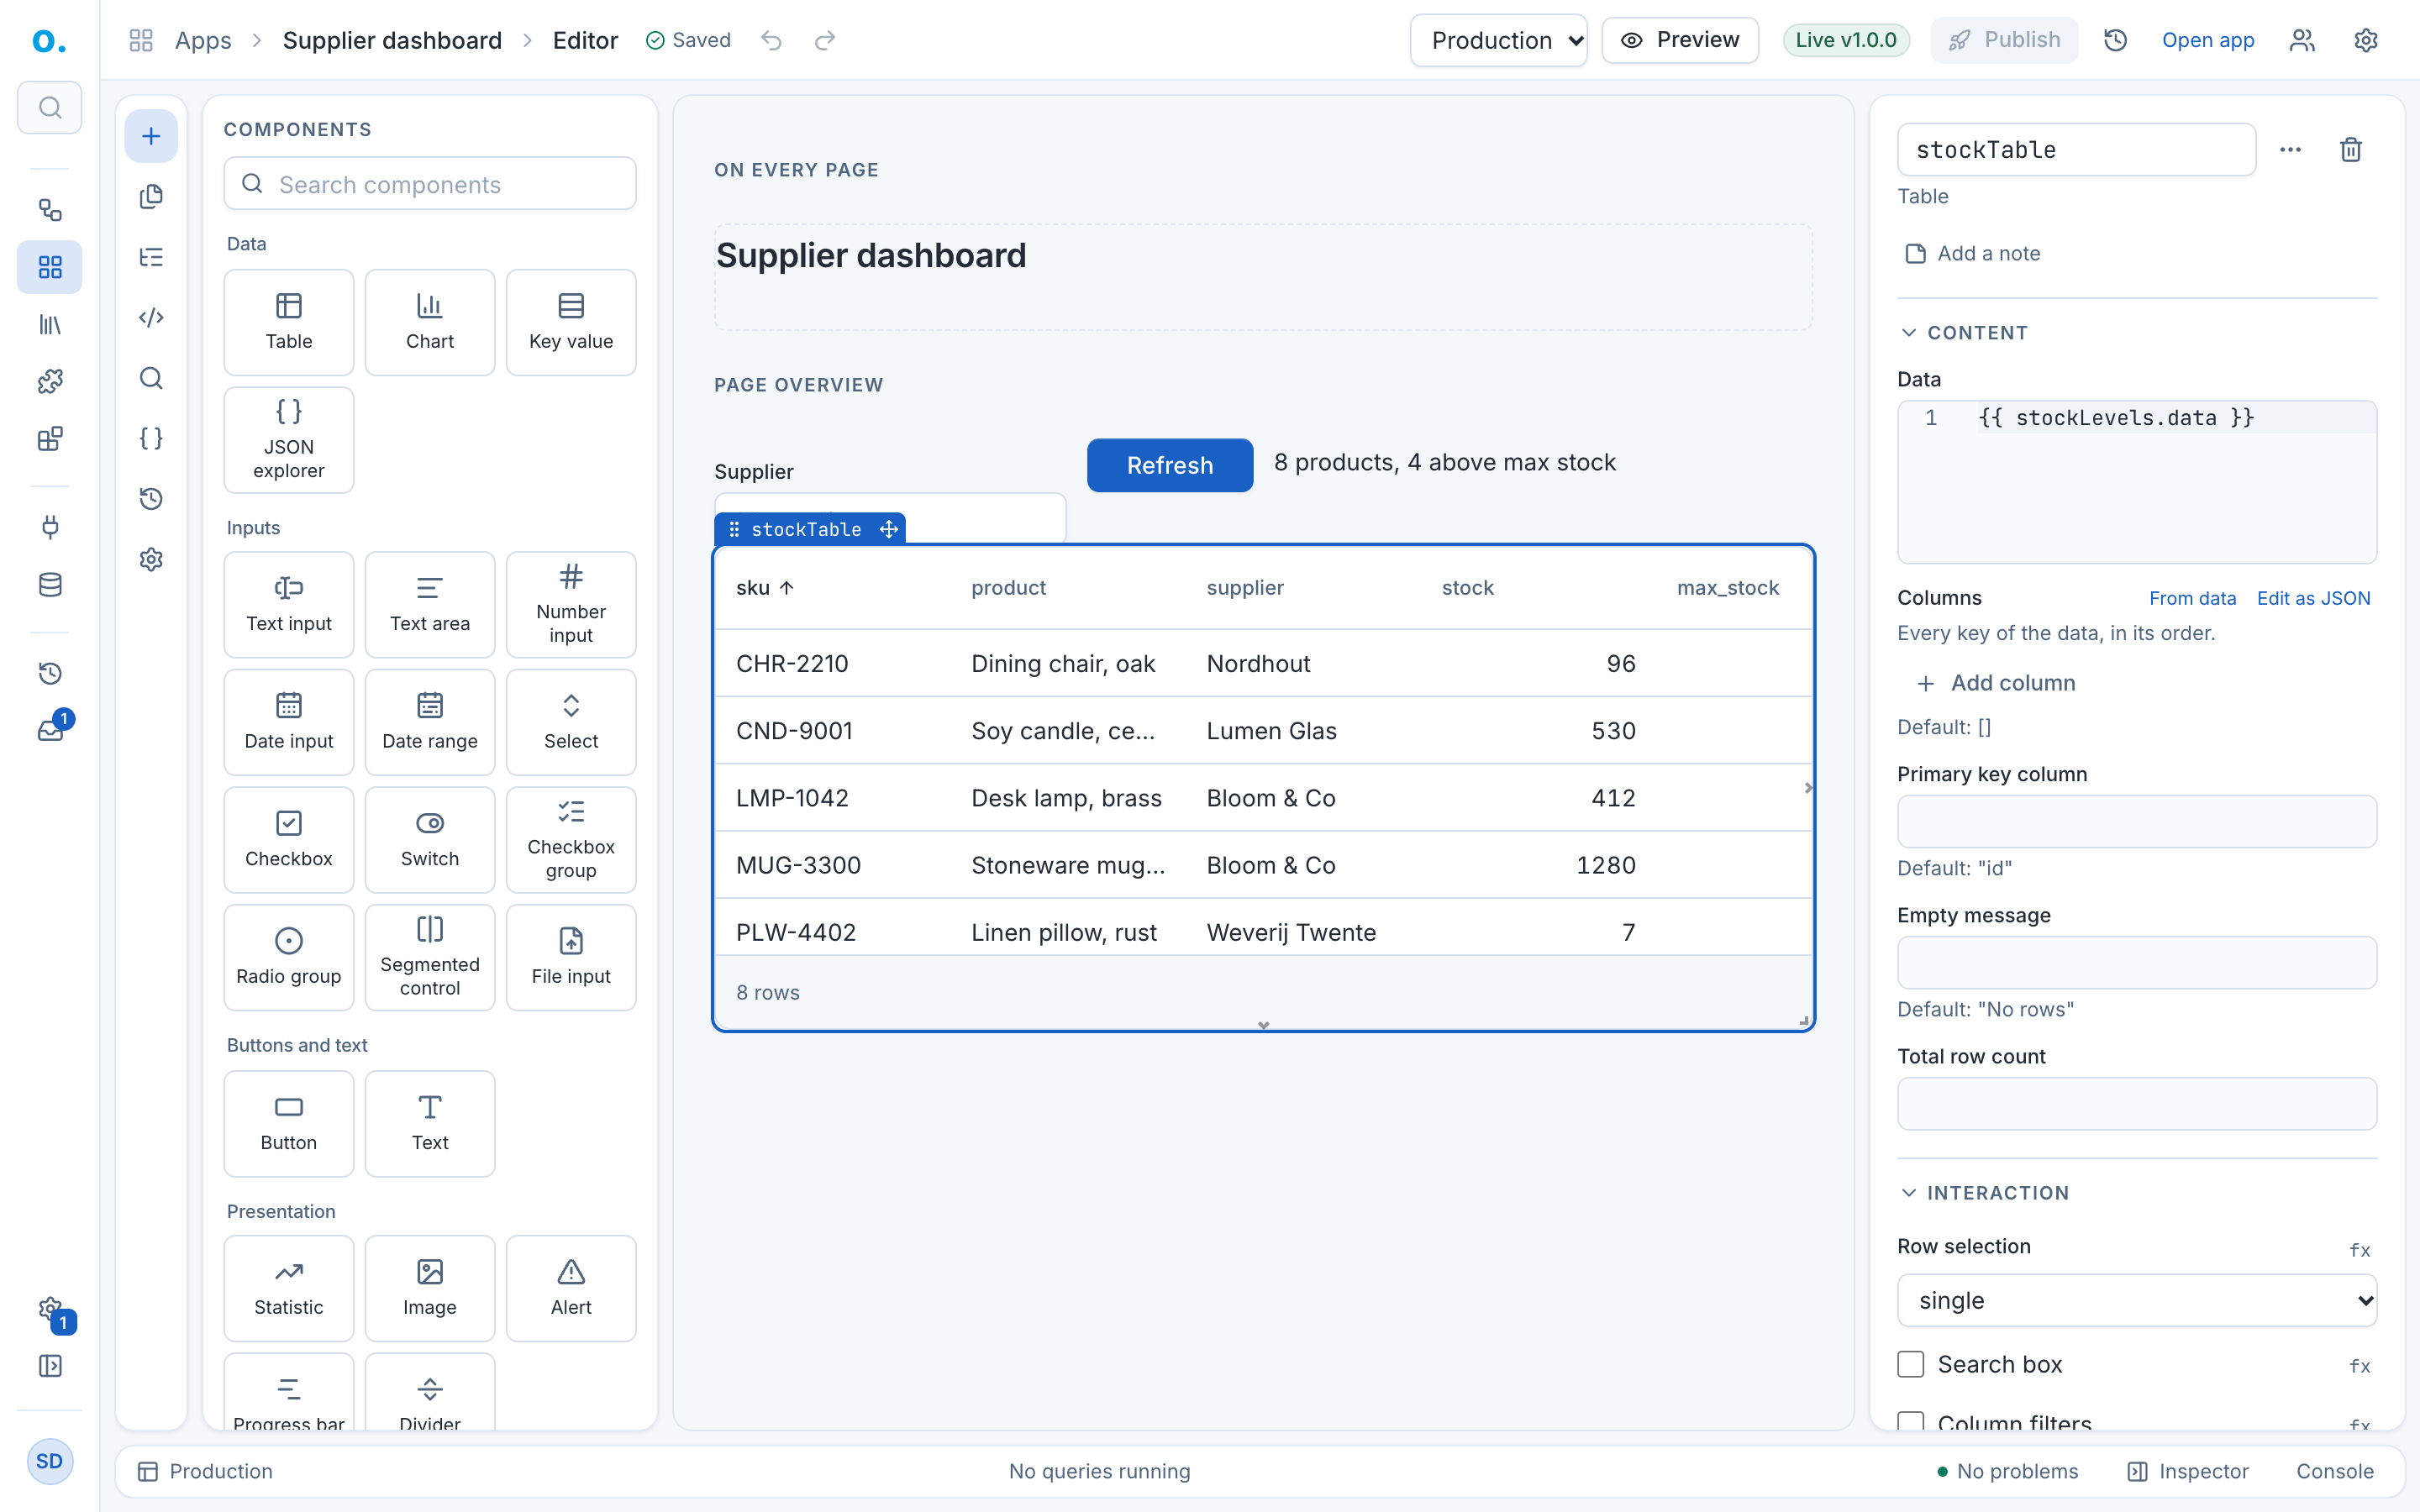 o.
Apps
Supplier dashboard
Editor
Saved
Production
Preview
Live v1.0.0
Publish
Open app
COMPONENTS
Search components
Data
Table
Chart
Key value
JSON
explorer
Inputs
Text input
Text area
Number
input
Date input
Date range
Select
Checkbox
Switch
Checkbox
group
Radio group
Segmented
control
File input
Buttons and text
Button
Text
Presentation
Statistic
Image
Alert
Progress bar
Divider
1
1
SD
ON EVERY PAGE
Supplier dashboard
PAGE OVERVIEW
Supplier
Refresh
8 products, 4 above max stock
stockTable
sku product supplier stock max_stock
CHR-2210 Dining chair, oak Nordhout 96
CND-9001 Soy candle, ce... Lumen Glas 530
LMP-1042 Desk lamp, brass Bloom & Co 412
MUG-3300 Stoneware mug... Bloom & Co 1280
PLW-4402 Linen pillow, rust Weverij Twente 7
8 rows
stockTable
Table
Add a note
CONTENT
Data
1 {{ stockLevels.data }}
Columns From data Edit as JSON
Every key of the data, in its order.
Add column
Default: []
Primary key column
Default: "id"
Empty message
Default: "No rows"
Total row count
INTERACTION
Row selection fx
single
Search box fx
Column filters fx
Production
No queries running
No problems
Inspector
Console